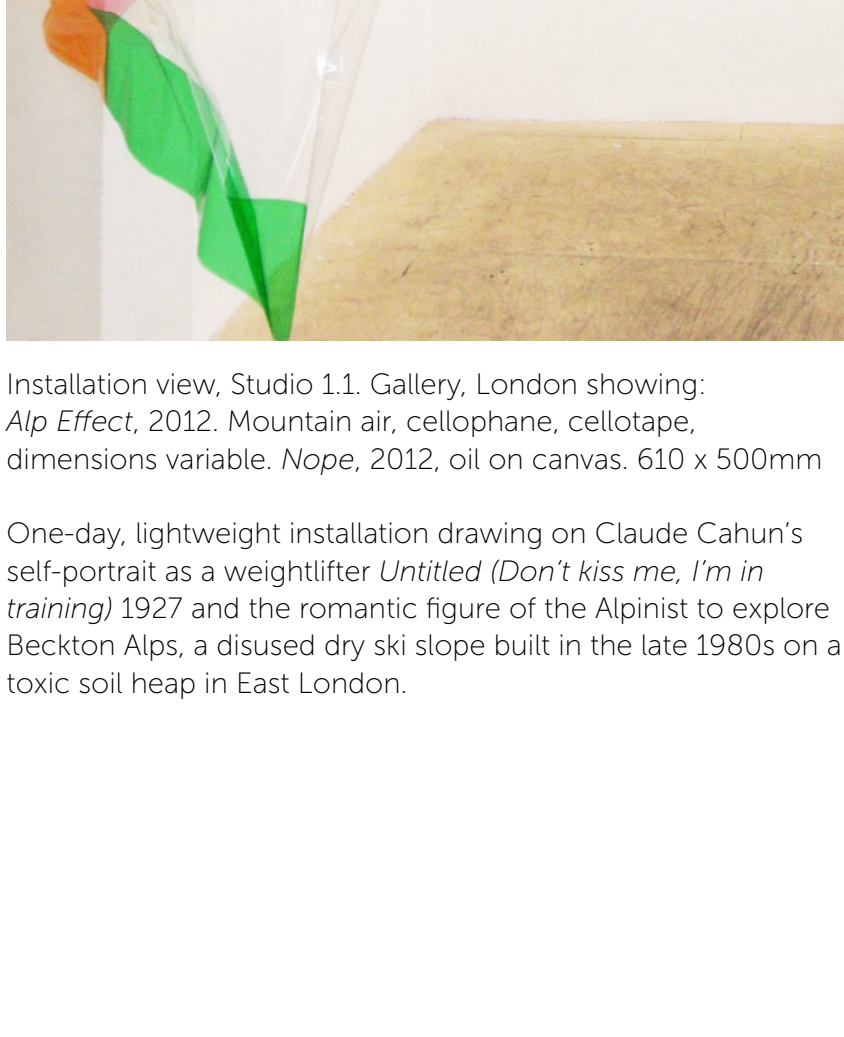 Installation view, Studio 1.1. Gallery, London showing:
Alp Effect, 2012. Mountain air, cellophane, cellotape,
dimensions variable. Nope, 2012, oil on canvas. 610 x 500mm
One-day, lightweight installation drawing on Claude Cahun’s
self-portrait as a weightlifter Untitled (Don’t kiss me, I’m in
training) 1927 and the romantic figure of the Alpinist to explore
Beckton Alps, a disused dry ski slope built in the late 1980s on a
toxic soil heap in East London.